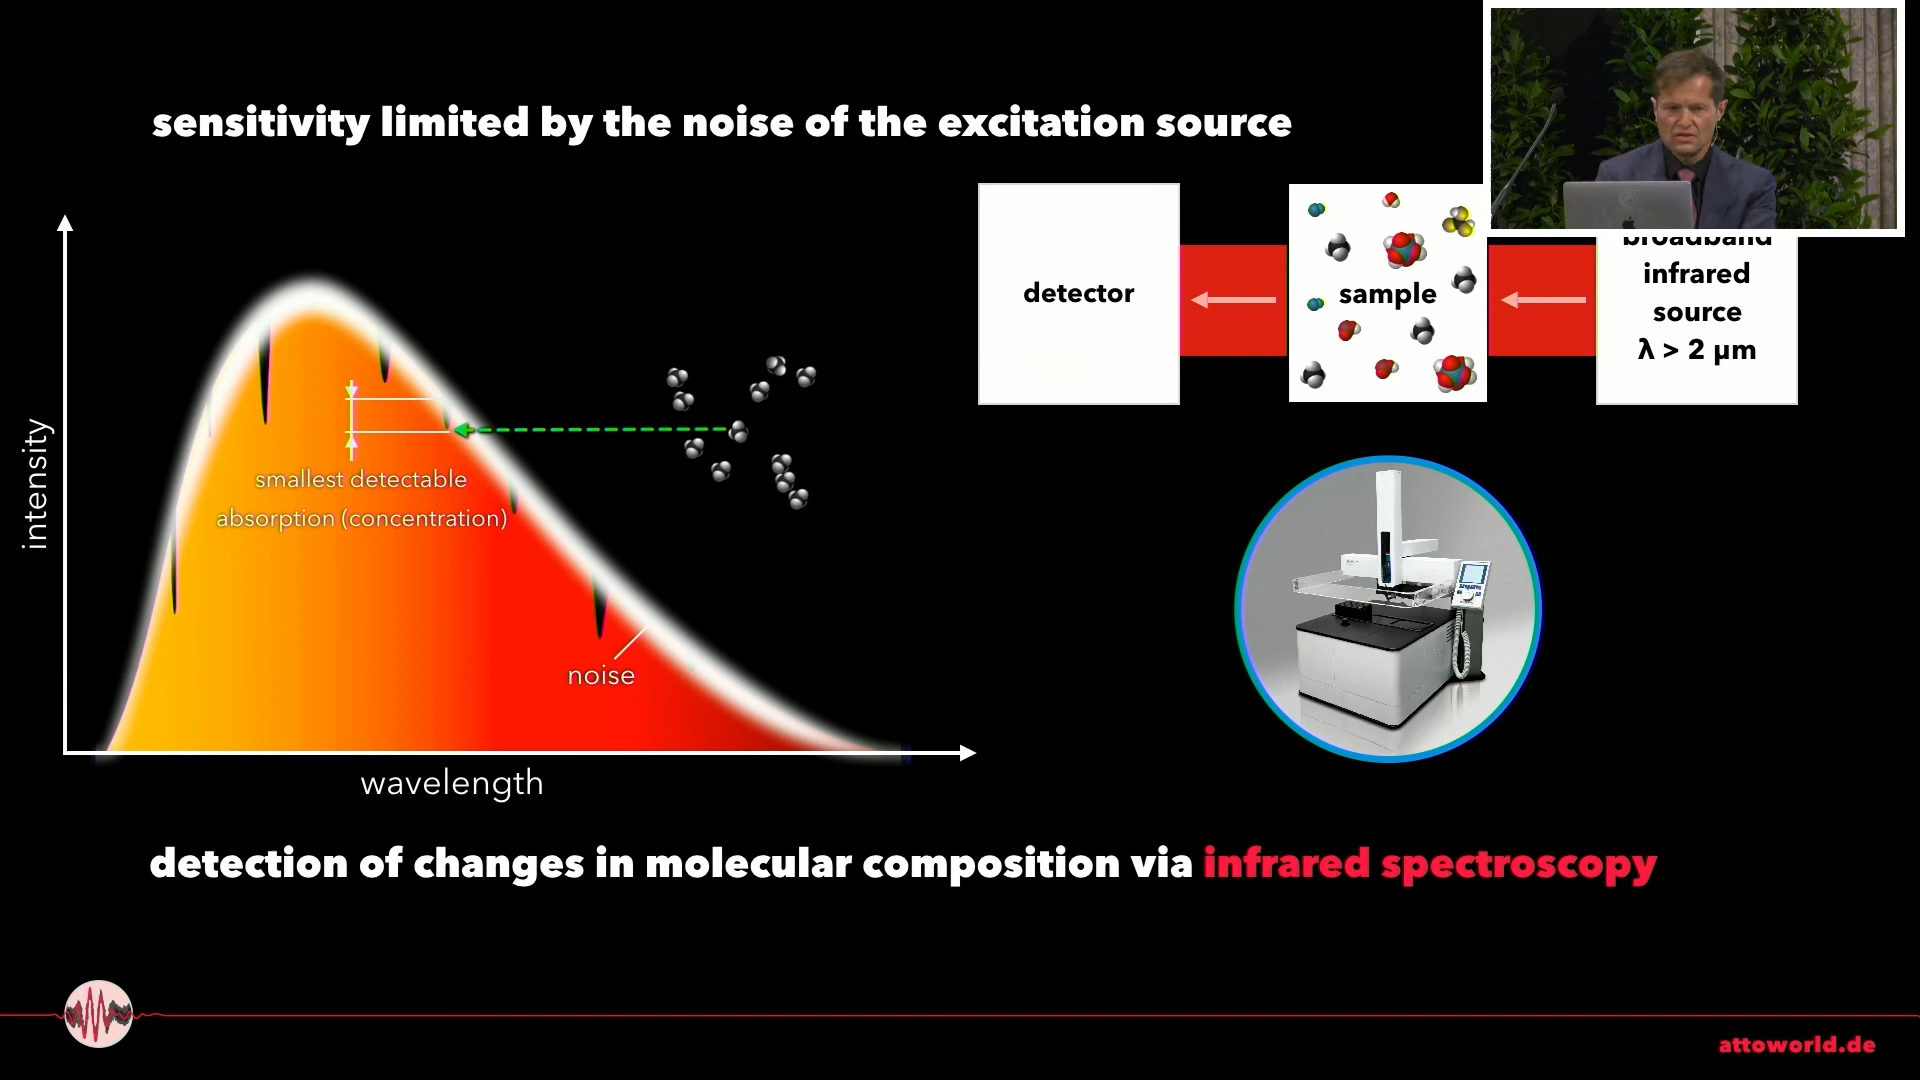 sensitivity limited by the noise of the excitation source
detector
sample
broadband
infrared
source
λ > 2 μm
intensity
smallest detectable
absorption (concentration)
noise
wavelength
detection of changes in molecular composition via infrared spectroscopy
attoworld.de